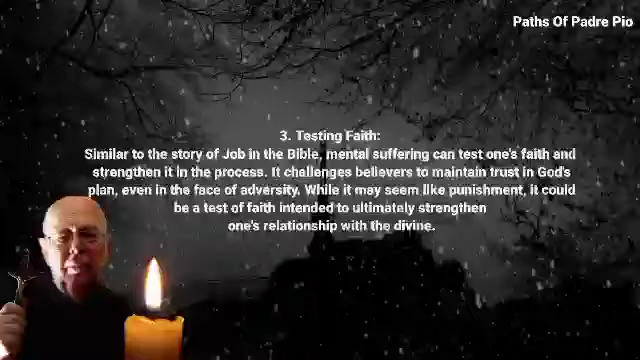 Paths Of Padre Pio
3. Testing Faith:
Similar to the story of Job in the Bible, mental suffering can test one's faith and
strengthen it in the process. It challenges believers to maintain trust in God's
plan, even in the face of adversity. While it may seem like punishment, it could
be a test of faith intended to ultimately strengthen
one's relationship with the divine.